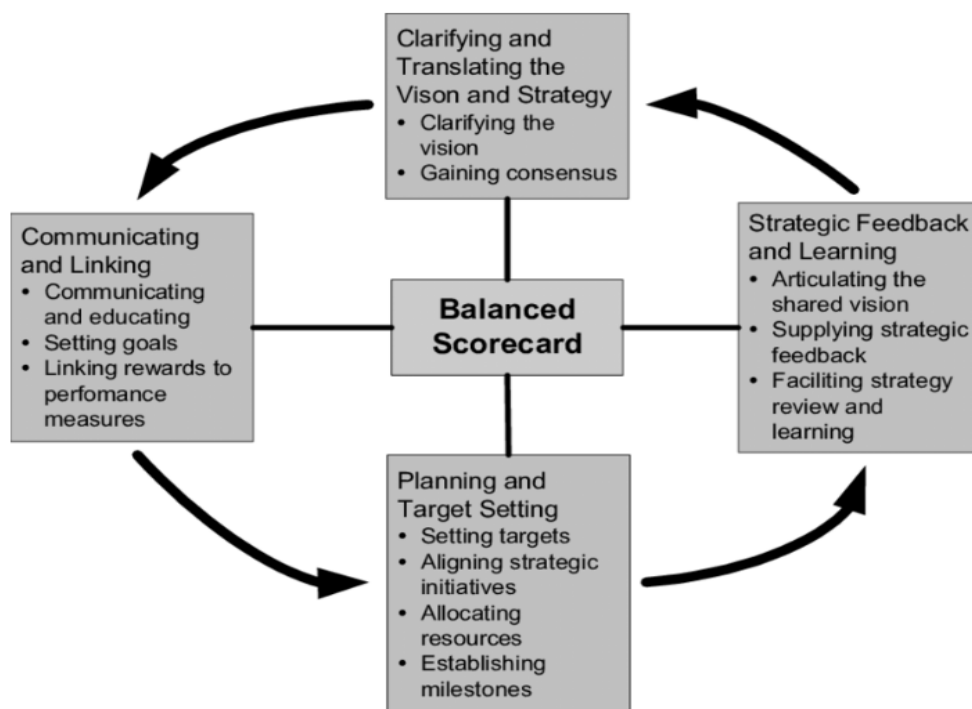 Clarifying and
Translating the
Vison and Strategy
• Clarifying the
vision
• Gaining consensus
Communicating
and Linking
• Communicating
and educating
• Setting goals
• Linking rewards to
perfomance
measures
Balanced
Scorecard
Strategic Feedback
and Learning
• Articulating the
shared vision
• Supplying strategic
feedback
• Faciliting strategy
review and
learning
Planning and
Target Setting
• Setting targets
• Aligning strategic
initiatives
• Allocating
resources
• Establishing
milestones